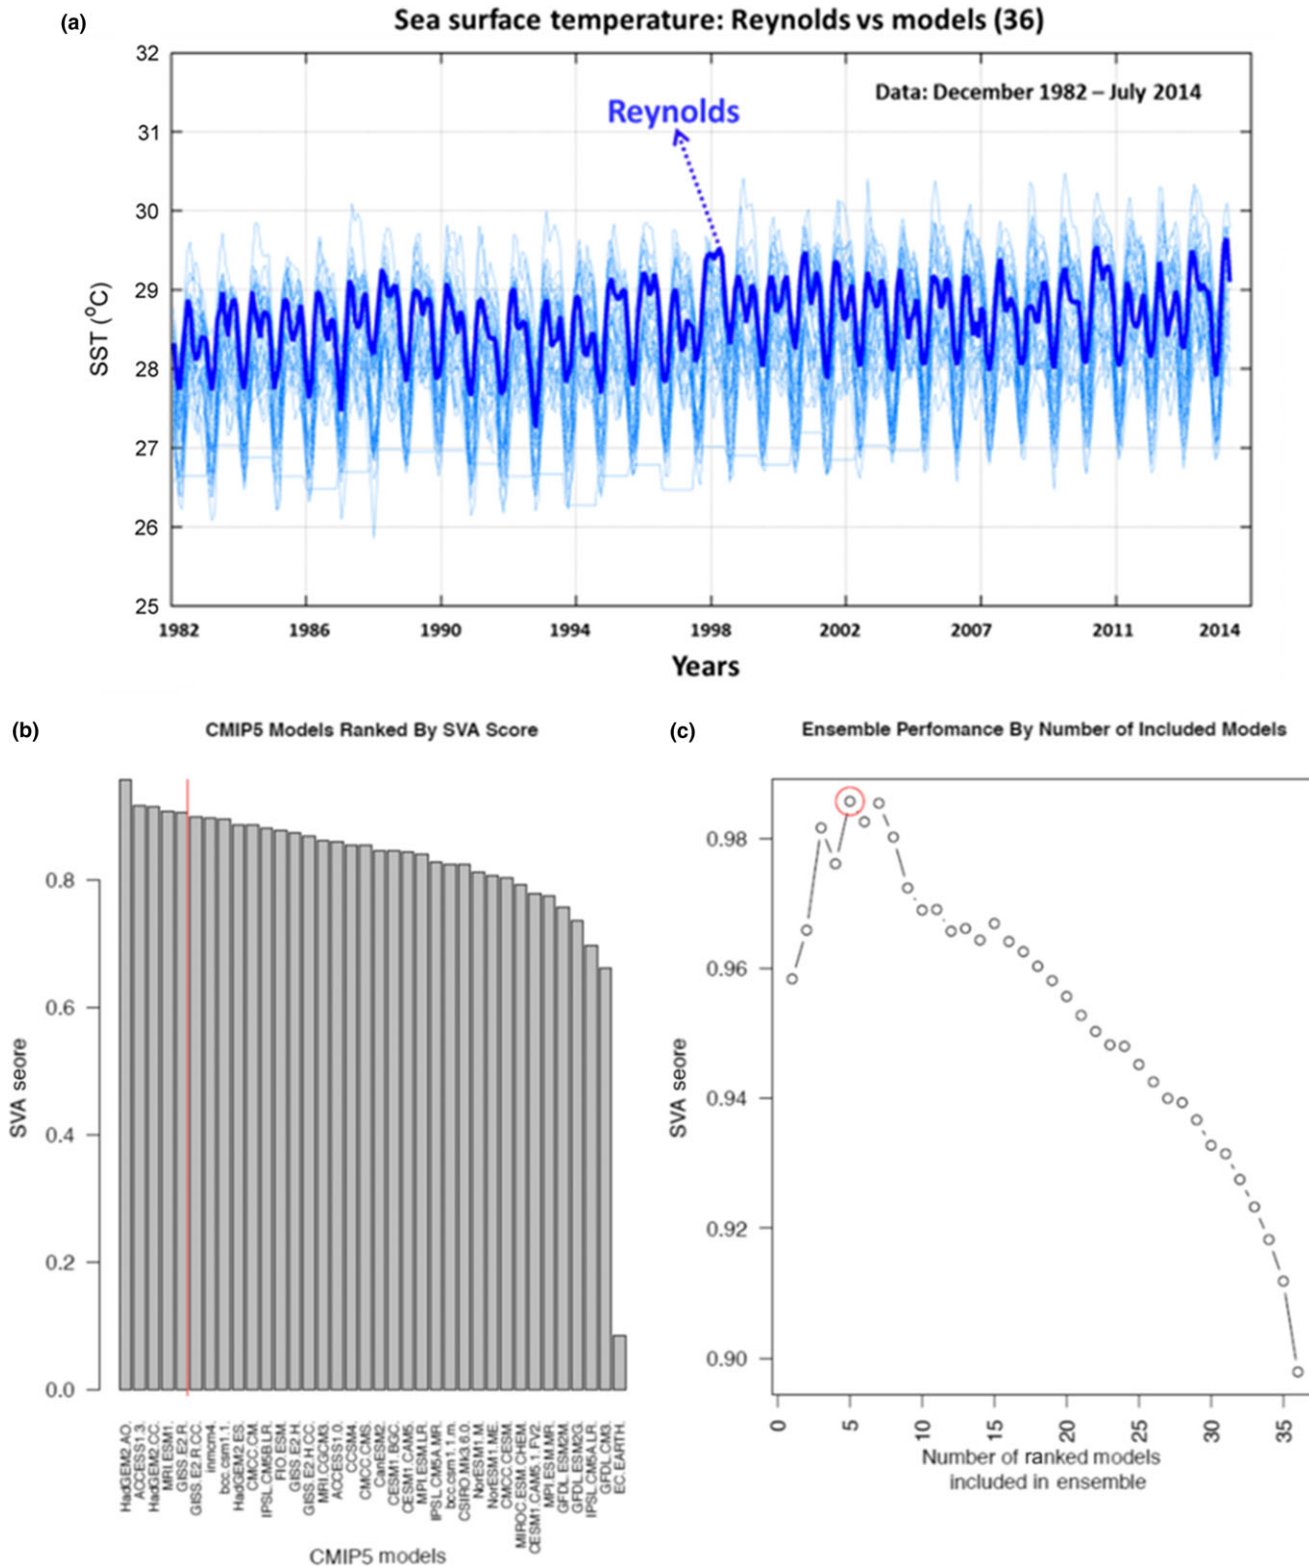 (a)
Sea surface temperature: Reynolds vs models (36)
32
31
30
29
28
27
26
25
SST (°C)
Data: December 1982 – July 2014
Reynolds
1982 1986 1990 1994 1998 2002 2007 2011 2014
Years
(b)
CMIP5 Models Ranked By SVA Score
0.8
0.6
0.4
0.2
0.0
SVA seore
HadGEM2.AO.
ACCESS1.3.
HadGEM2.CC.
MRI.ESM1.
GISS.E2.R.
GISS.E2.R.CC.
inmcm4.
bcc.csm1.1.
HadGEM2.ES.
CMCC.CM.
IPSL.CM5B.LR.
FIO.ESM.
GISS.E2.H.
GISS.E2.H.CC.
MRI.CGCM3.
ACCESS1.0.
CCSM4.
CMCC.CMS.
CanESM2.
CESM1.BGC.
CESM1.CAM5.
MPI.ESM.LR.
IPSL.CM5A.MR.
bcc.csm1.1.m.
CSIRO.Mk3.6.0.
NorESM1.M.
NorESM1.ME.
CMCC.CESM.
MIROC.ESM.CHEM.
CESM1.CAM5.1.FV2.
MPI.ESM.MR.
GFDL.ESM2M.
GFDL.ESM2G.
IPSL.CM5A.LR.
GFDL.CM3.
EC.EARTH.
CMIP5 models
(c)
Ensemble Perfomance By Number of Included Models
0.98
0.96
0.94
0.92
0.90
SVA seore
0 5 10 15 20 25 30 35
Number of ranked models
included in ensemble